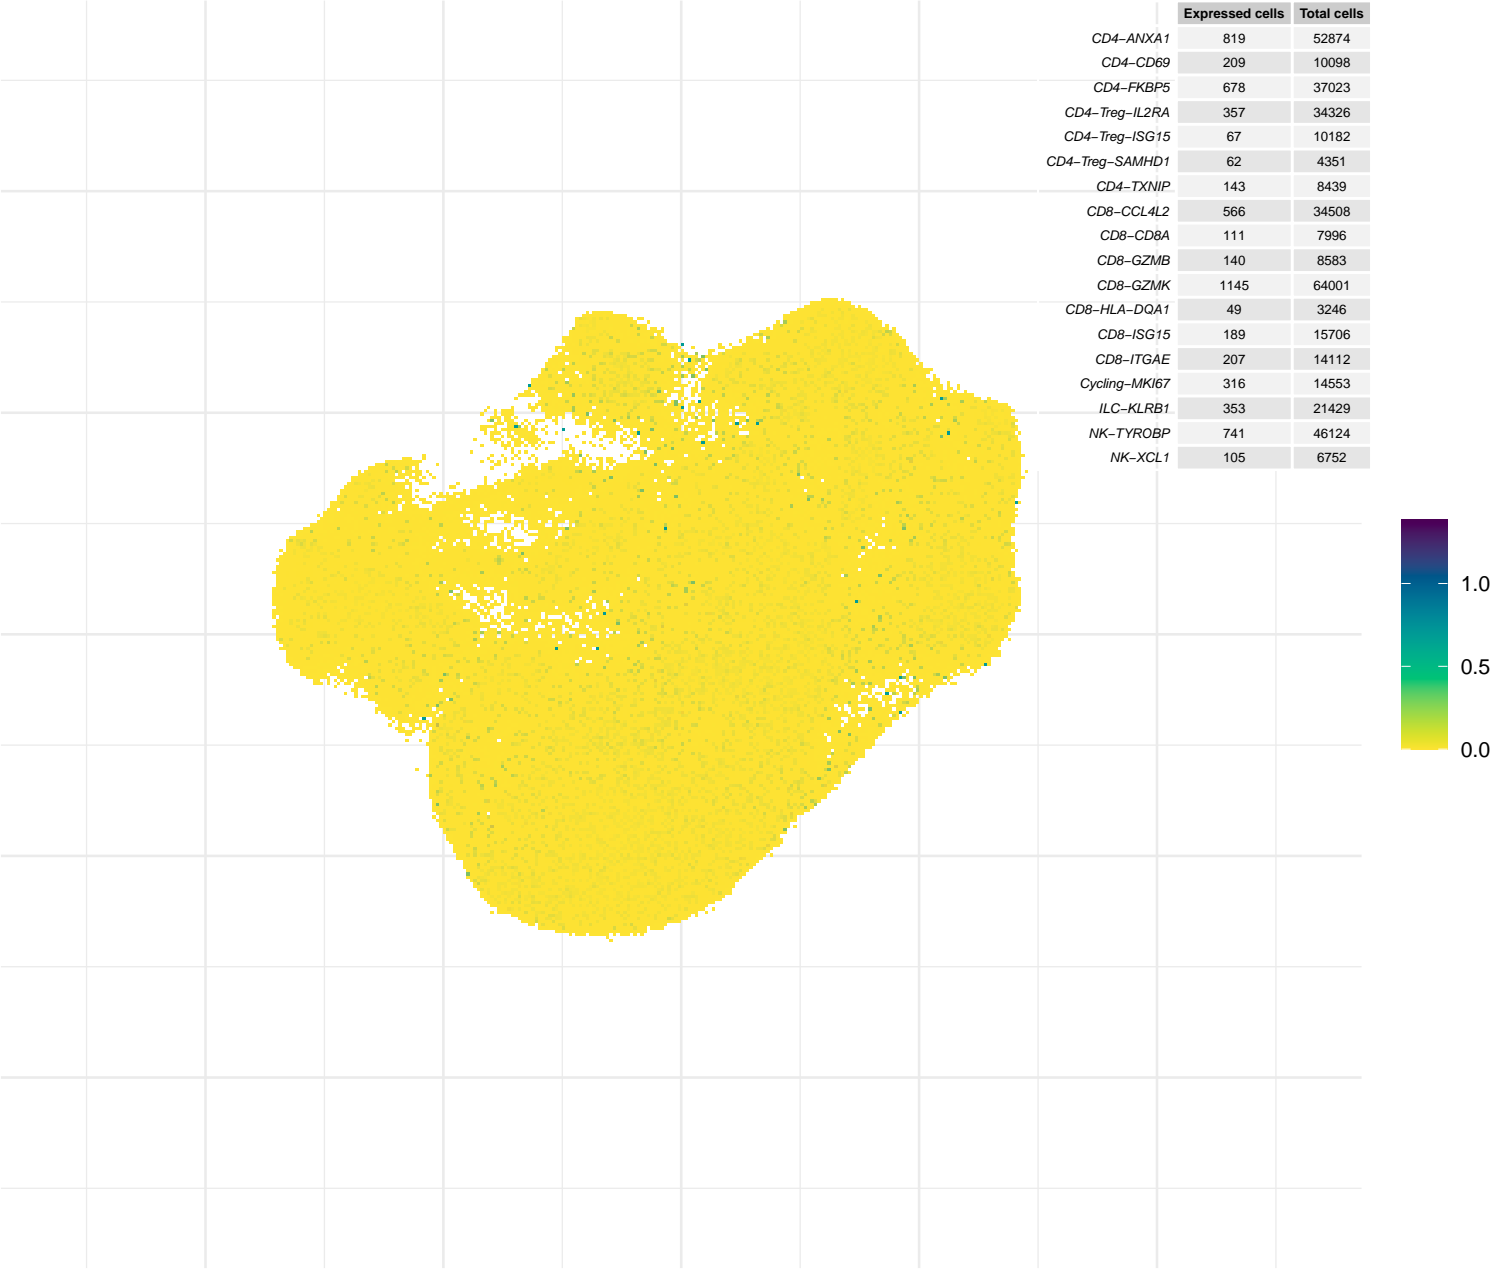 Expressed cells Total cells
CD4−ANXA1 819 52874
CD4−CD69 209 10098
CD4−FKBP5 678 37023
CD4−Treg−IL2RA 357 34326
CD4−Treg−ISG15 67 10182
CD4−Treg−SAMHD1 62 4351
CD4−TXNIP 143 8439
CD8−CCL4L2 566 34508
CD8−CD8A 111 7996
CD8−GZMB 140 8583
CD8−GZMK 1145 64001
CD8−HLA−DQA1 49 3246
CD8−ISG15 189 15706
CD8−ITGAE 207 14112
Cycling−MKI67 316 14553
ILC−KLRB1 353 21429
NK−TYROBP 741 46124
NK−XCL1 105 6752
1.0
0.5
0.0